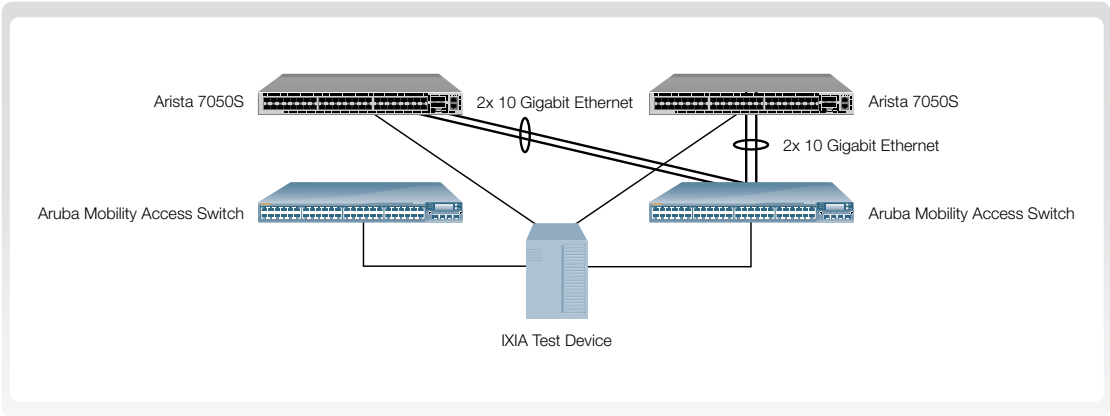 Arista 7050S
2x 10 Gigabit Ethernet
Arista 7050S
2x 10 Gigabit Ethernet
Aruba Mobility Access Switch
Aruba Mobility Access Switch
IXIA Test Device